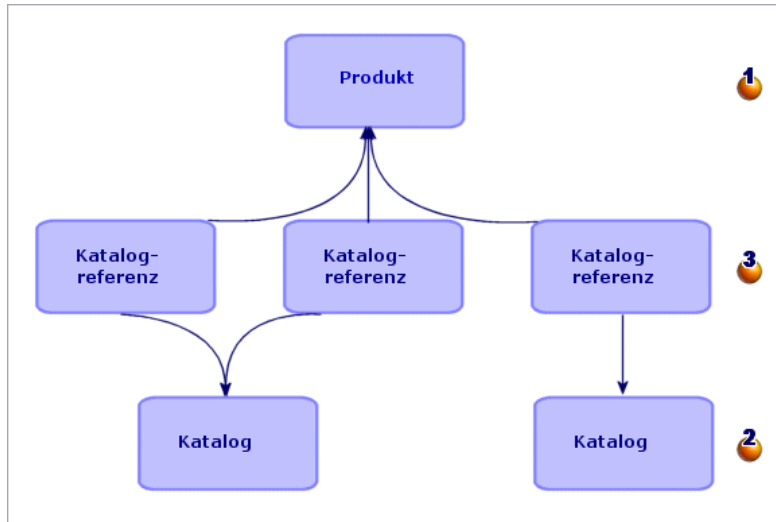 Produkt
1
Katalog-
referenz
Katalog-
referenz
Katalog-
referenz
3
Katalog
Katalog
2